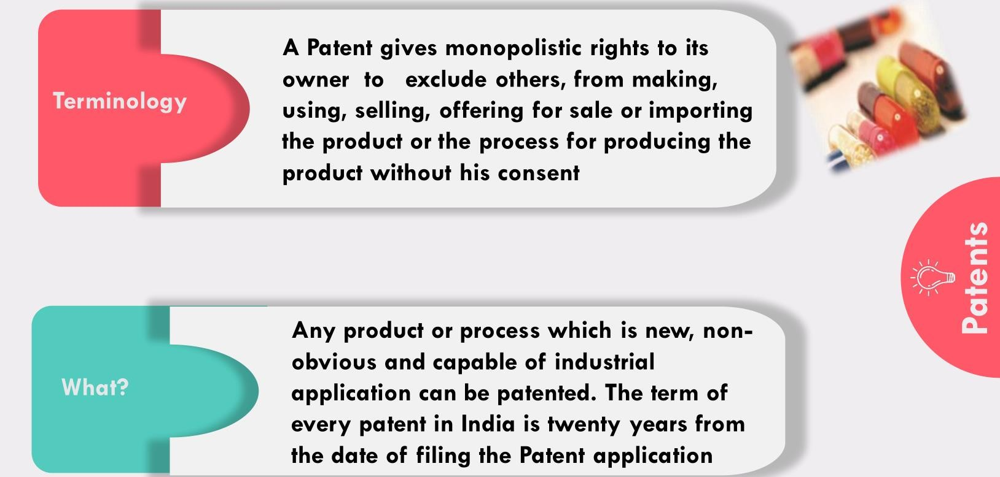 Terminology
A Patent gives monopolistic rights to its
owner to exclude others, from making,
using, selling, offering for sale or importing
the product or the process for producing the
product without his consent
Patents
What?
Any product or process which is new, non-
obvious and capable of industrial
application can be patented. The term of
every patent in India is twenty years from
the date of filing the Patent application